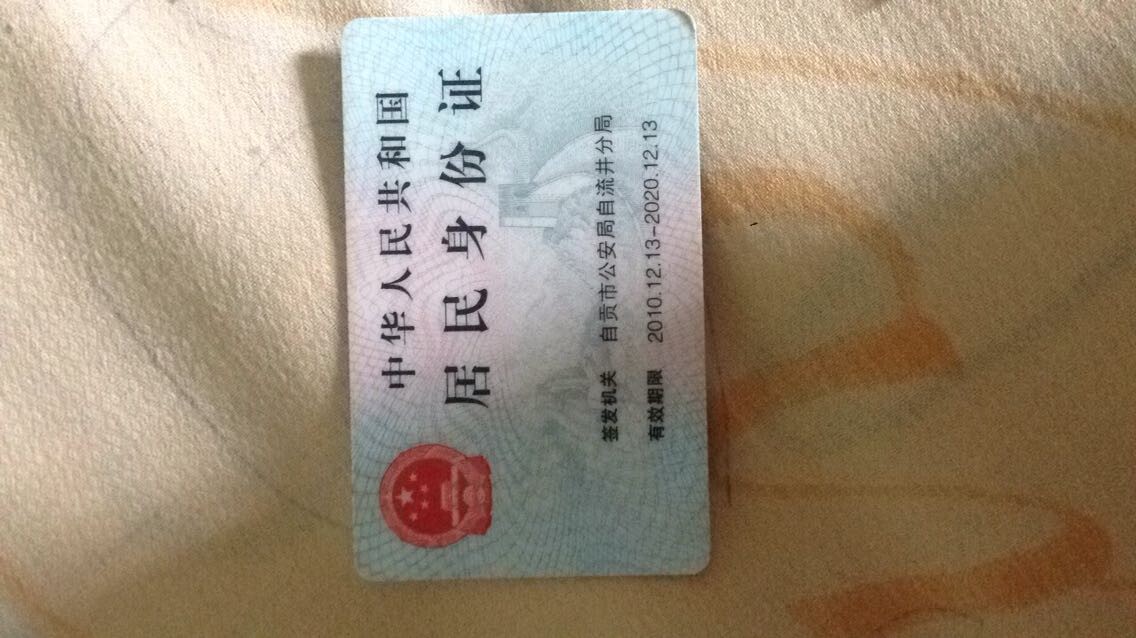 中华人民共和国
居民身份证
签发机关 自贡市公安局自流井分局
有效期限 2010.12.13-2020.12.13